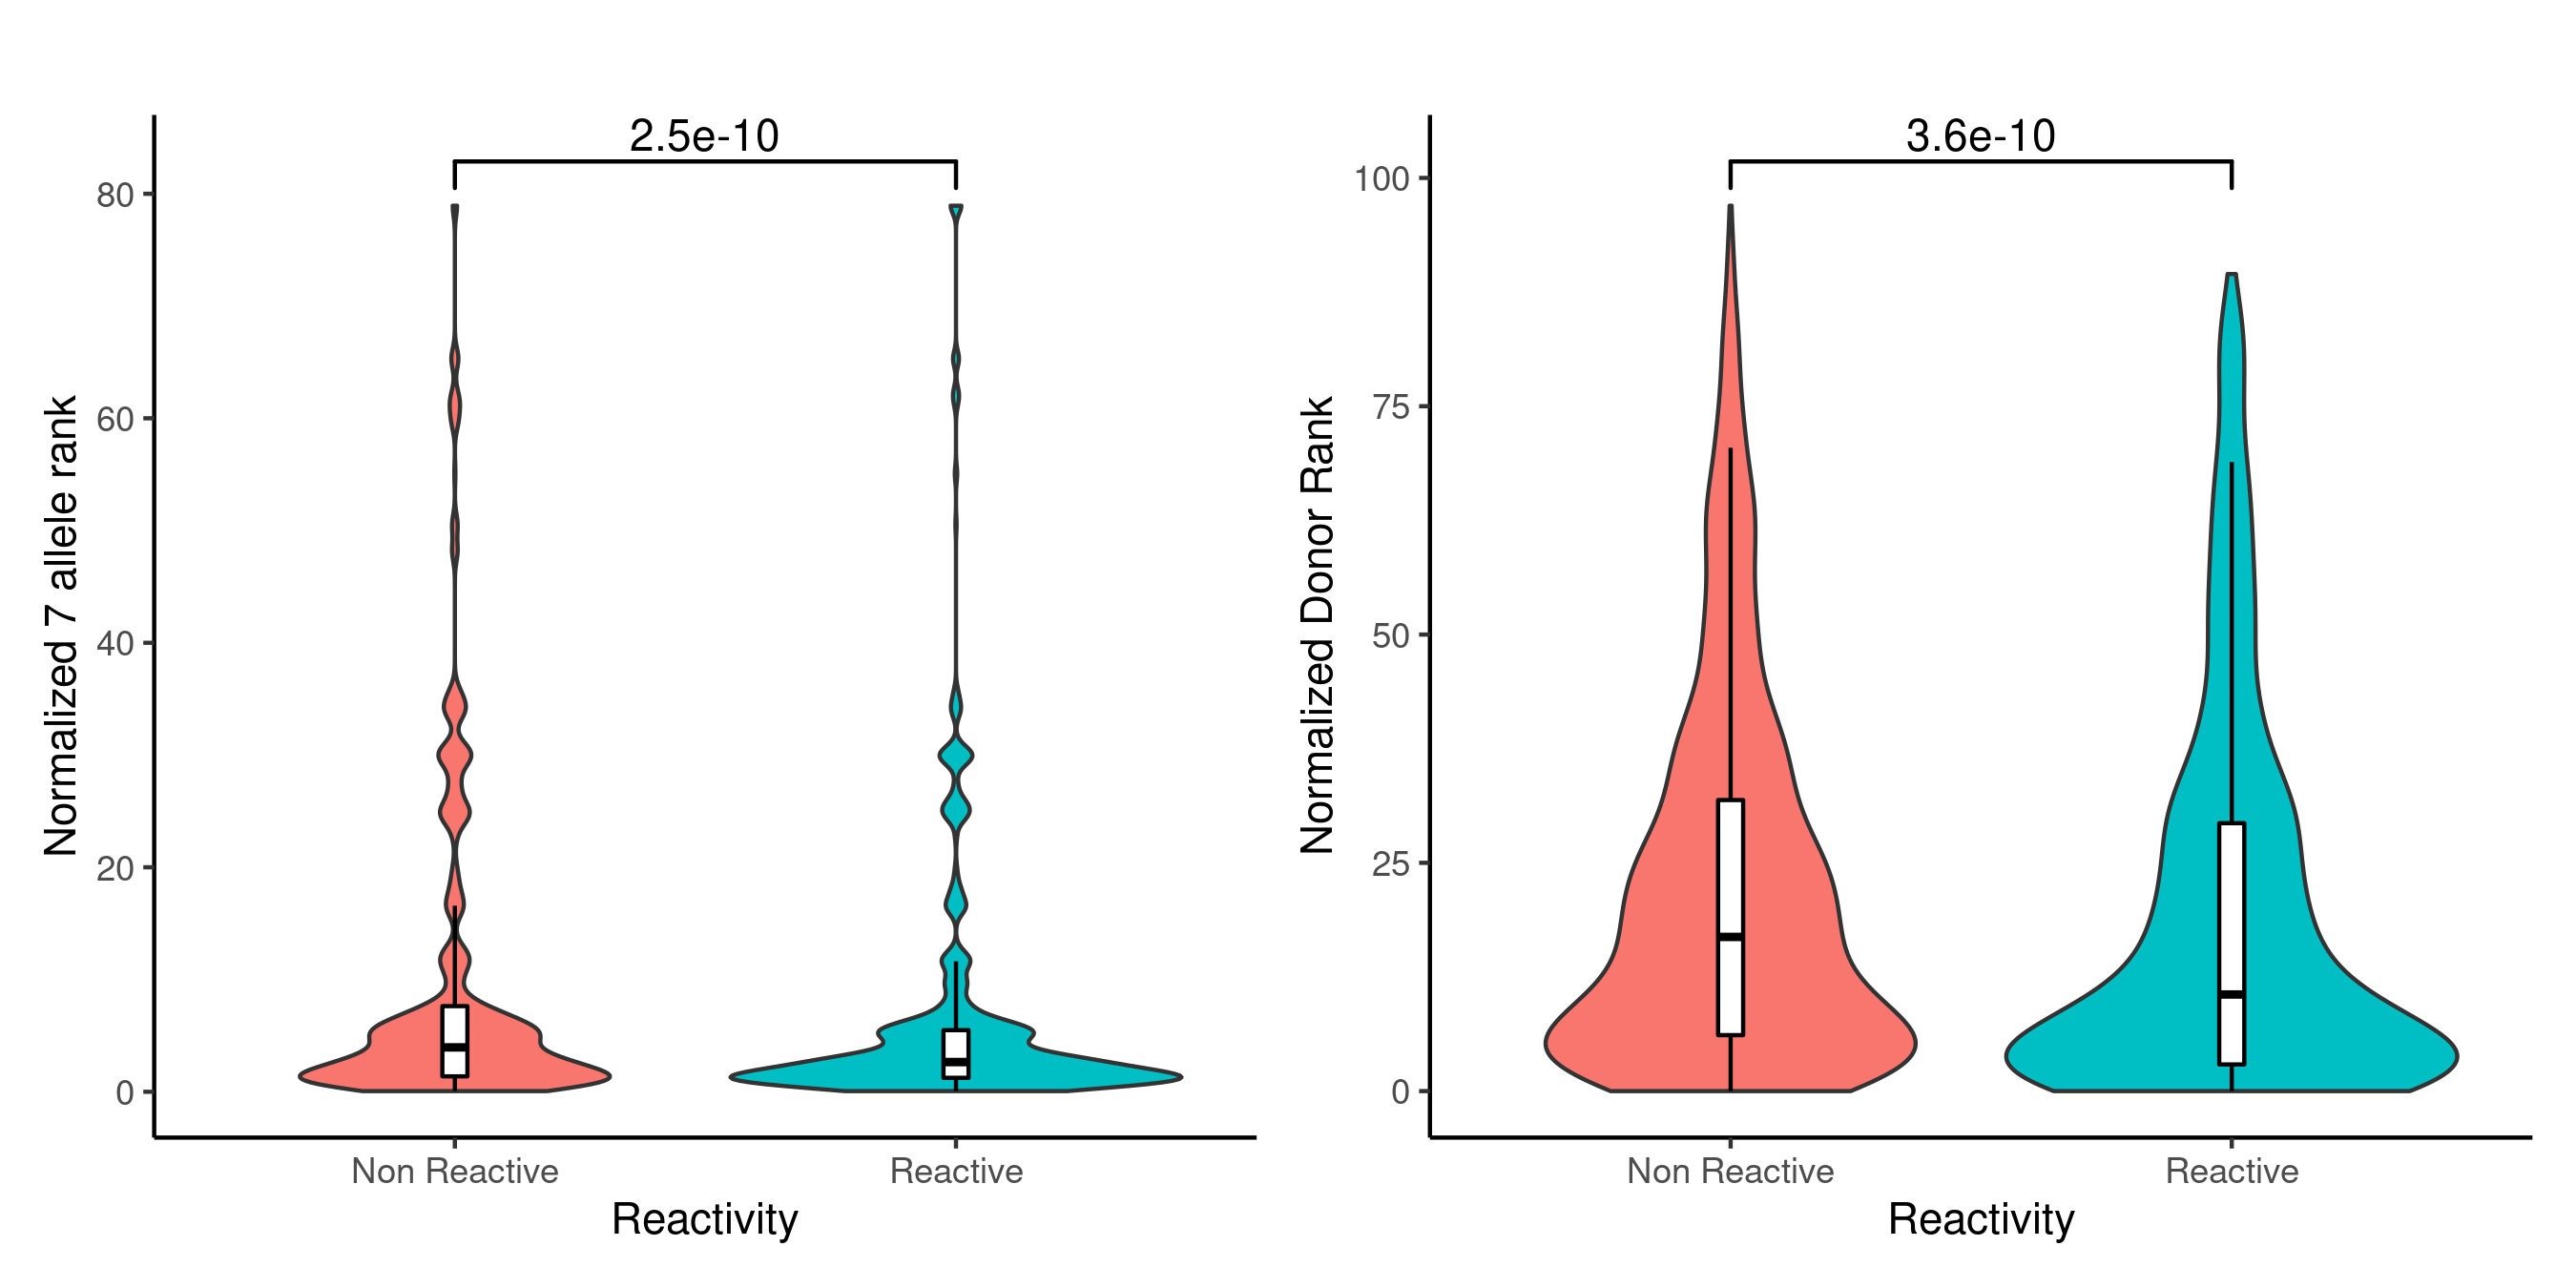 2.5e-10
80
60
40
20
0
Normalized 7 allele rank
Non Reactive
Reactive
Reactivity
3.6e-10
100
75
50
25
0
Normalized Donor Rank
Non Reactive
Reactive
Reactivity